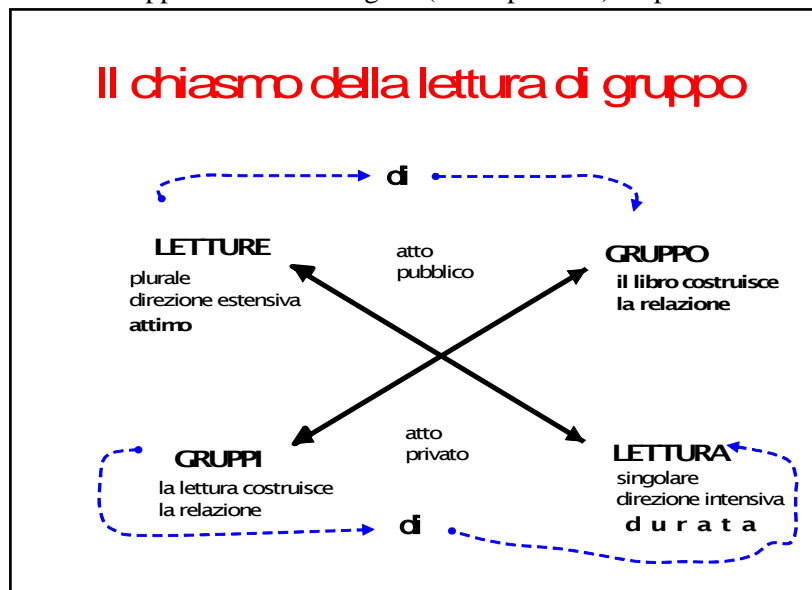 Il chiasmo della lettura di gruppo
di
LETTURE
plurale
direzione estensiva
attimo
atto
pubblico
GRUPPO
il libro costruisce
la relazione
GRUPPI
la lettura costruisce
la relazione
atto
privato
LETTURA
singolare
direzione intensiva
durata
di